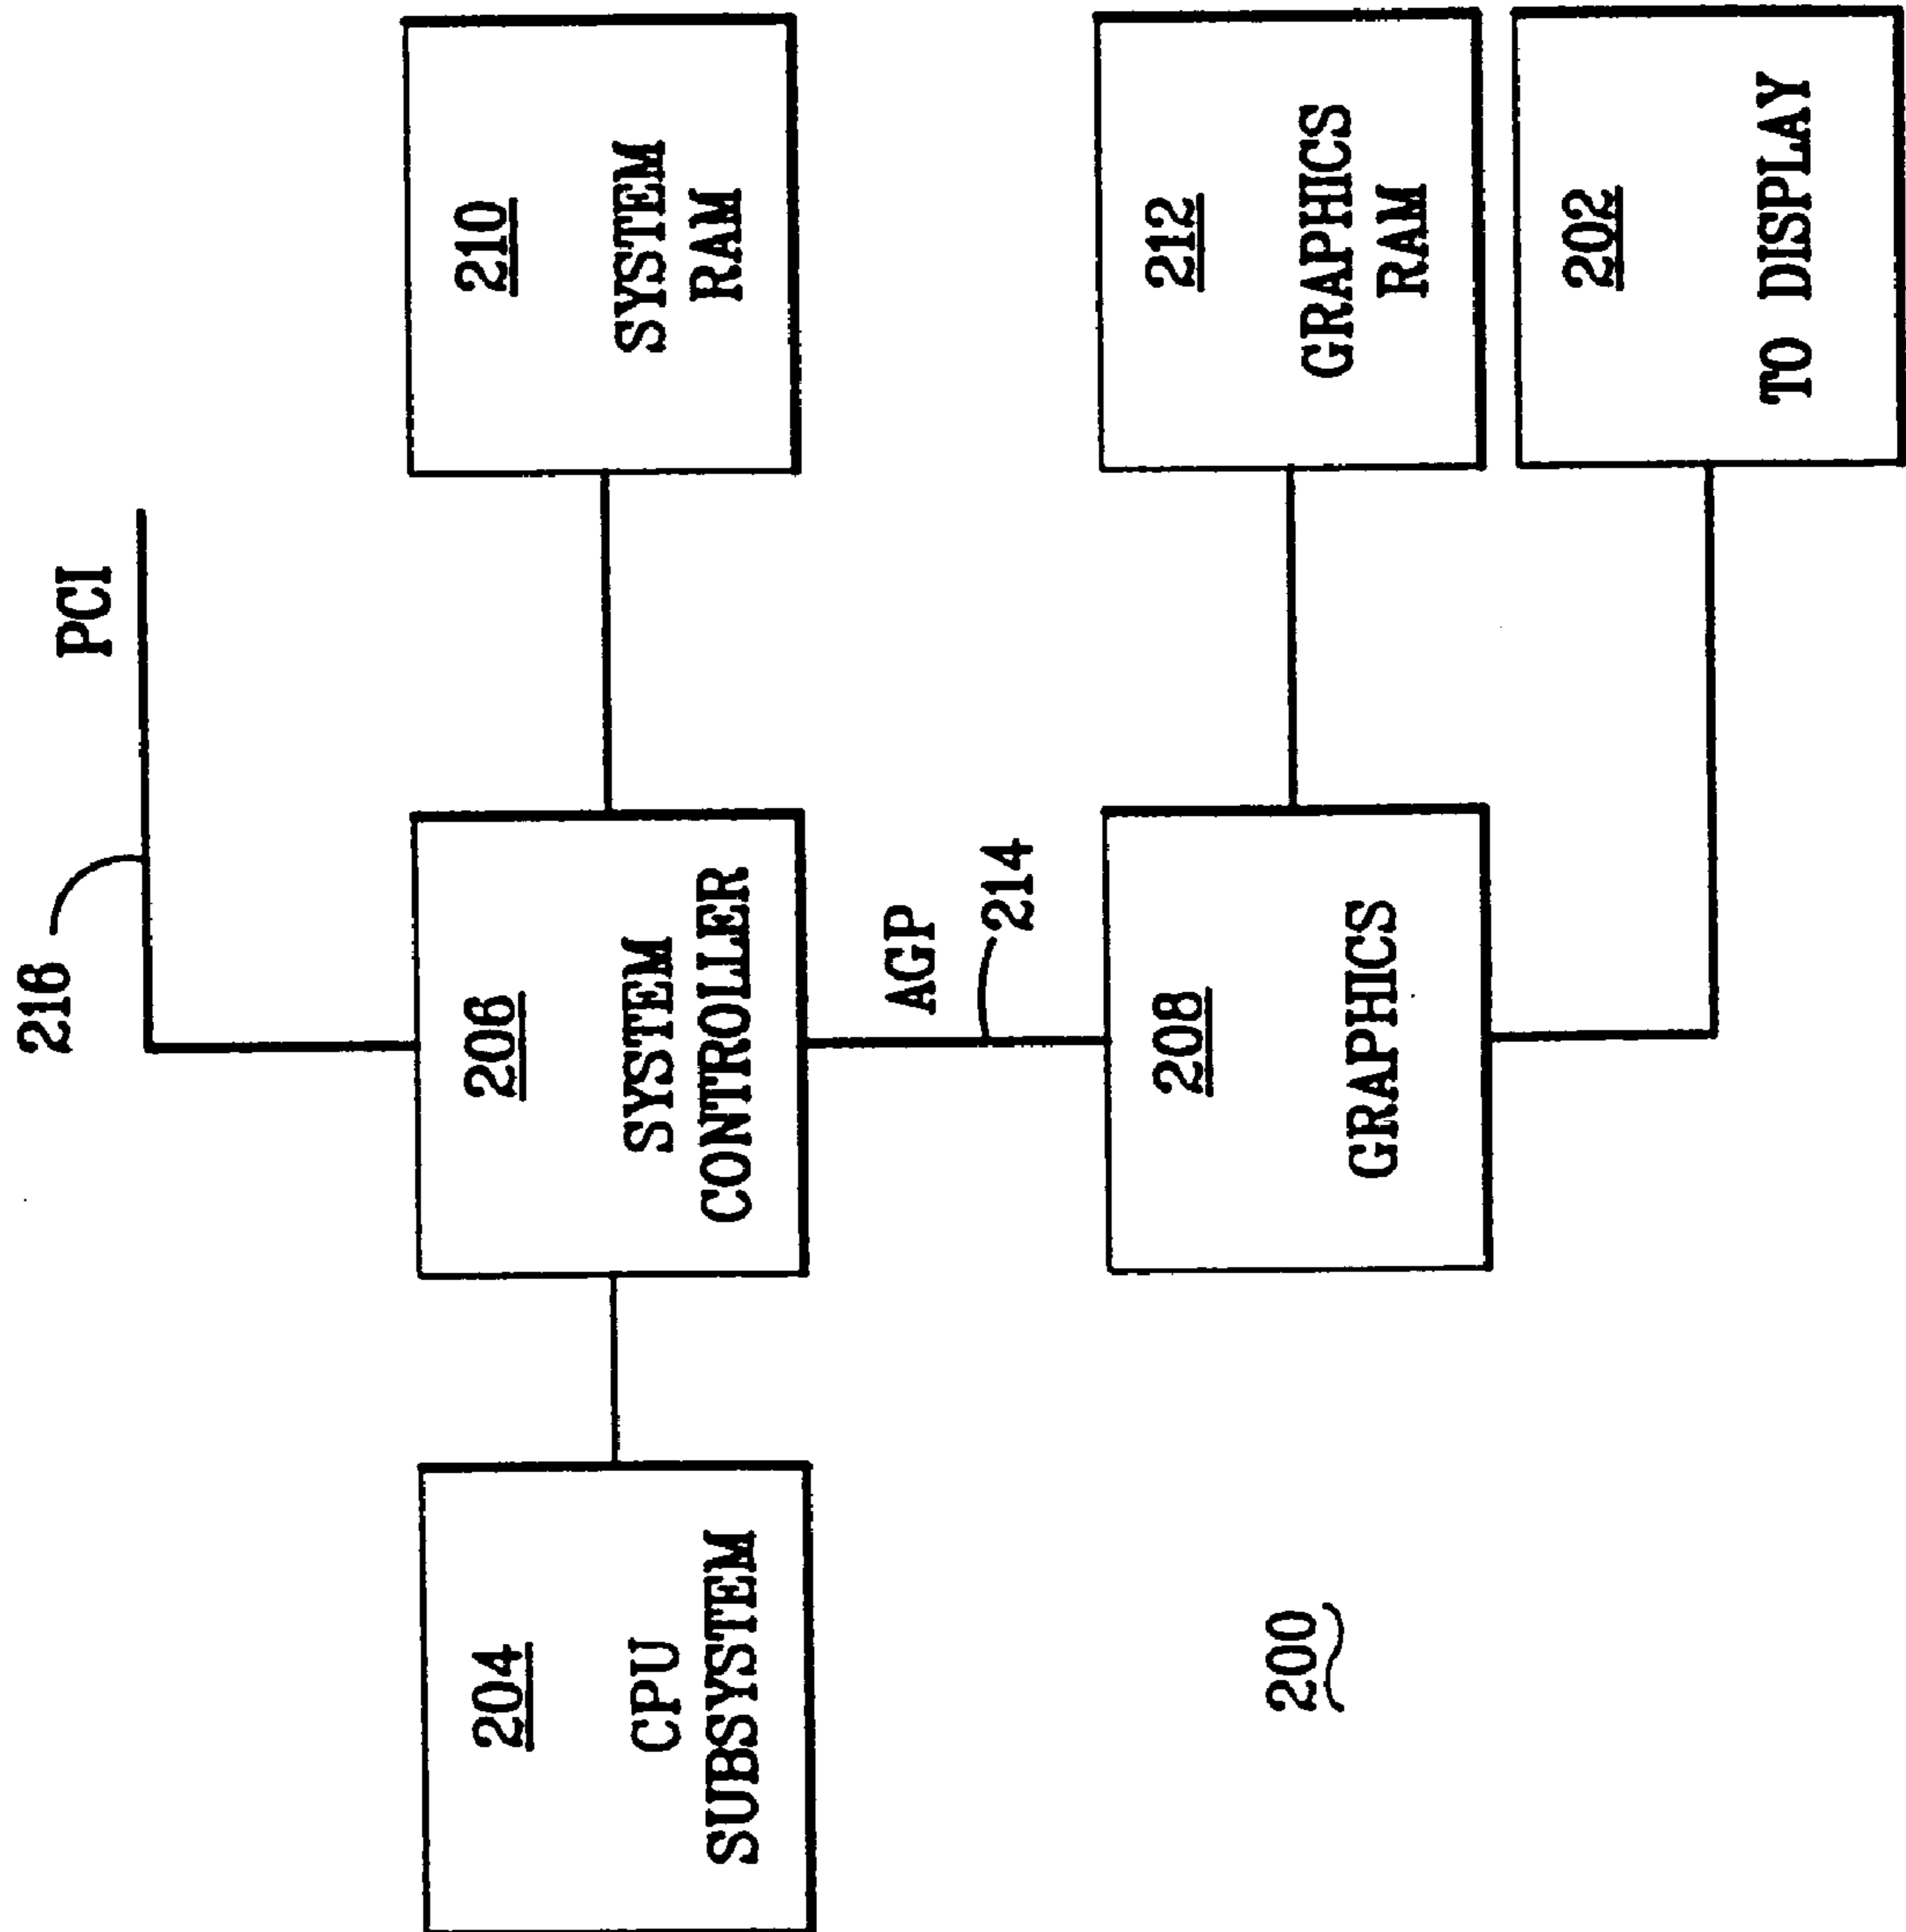 216
PCI
210
SYSTEM
RAM
206
SYSTEM
CONTROLLER
204
CPU
SUBSYSTEM
AGP
214
212
GRAPHICS
RAM
208
GRAPHICS
200
202
TO DISPLAY